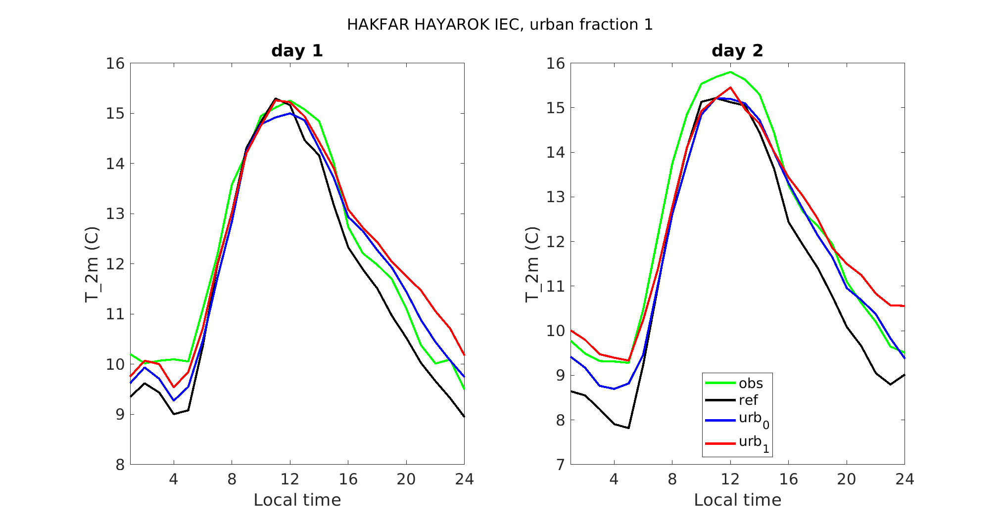 HAKFAR HAYAROK IEC, urban fraction 1
day 1
16
15
14
13
12
11
10
9
8
T_2m (C)
4 8 12 16 20 24
Local time
day 2
16
15
14
13
12
11
10
9
8
7
T_2m (C)
4 8 12 16 20 24
Local time
obs
ref
urb0
urb1